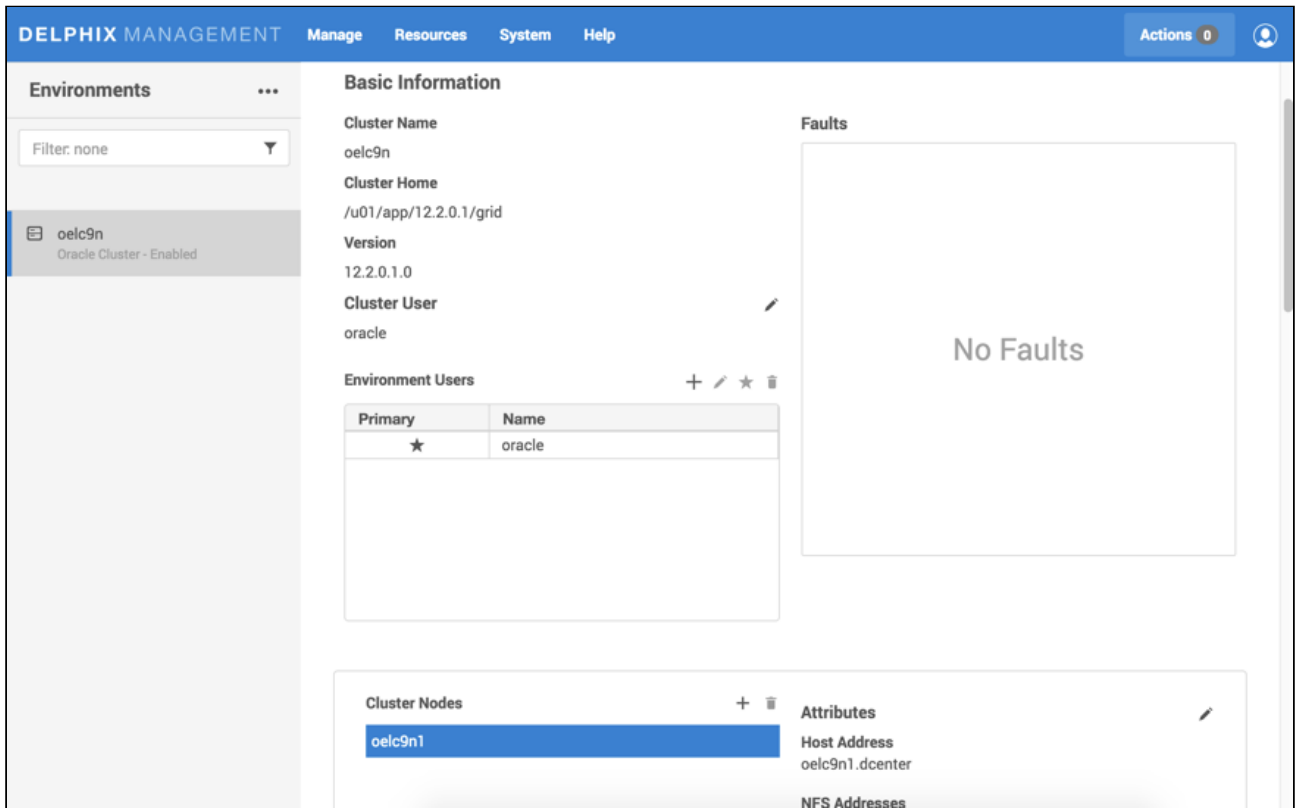 DELPHIX MANAGEMENT Manage Resources System Help Actions 0
Environments
Filter: none
oelc9n
Oracle Cluster - Enabled
Basic Information
Cluster Name
oelc9n
Cluster Home
/u01/app/12.2.0.1/grid
Version
12.2.0.1.0
Cluster User
oracle
Environment Users
Primary Name
oracle
Faults
No Faults
Cluster Nodes
oelc9n1
Attributes
Host Address
oelc9n1.dcenter
NFS Addresses